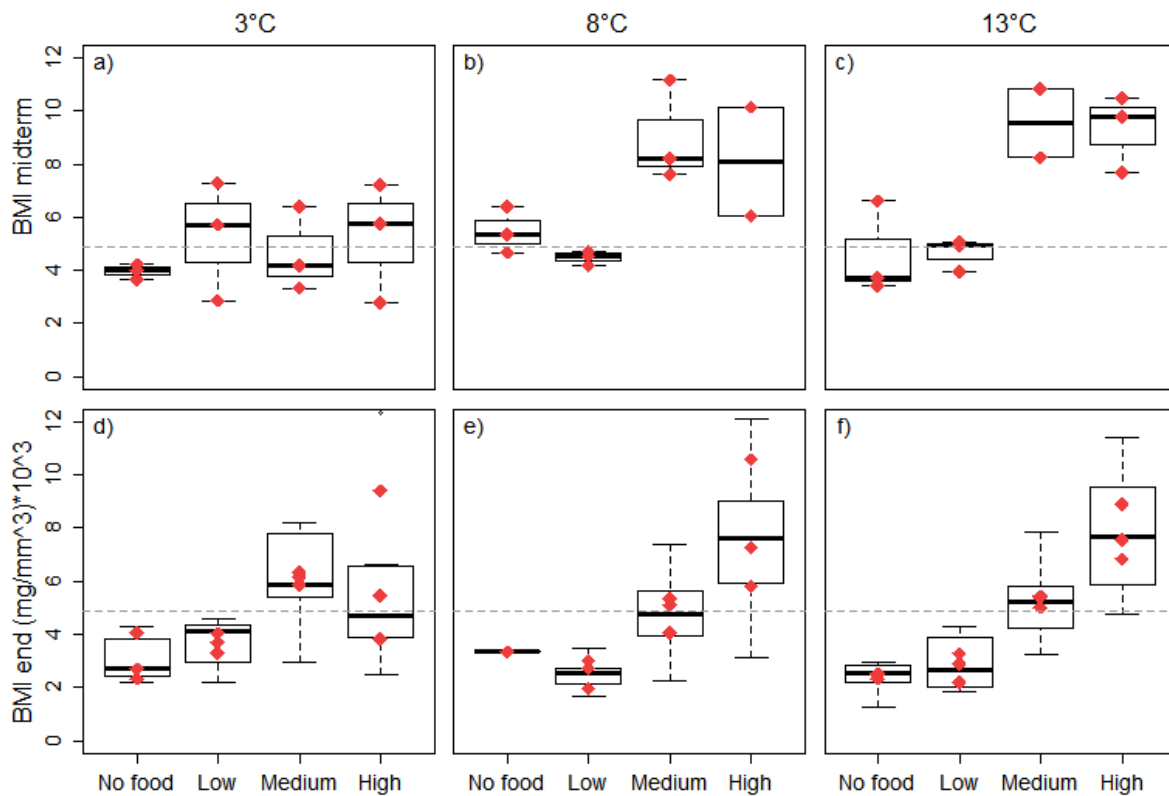 3°C 8°C 13°C
a) b) c)
BMI midterm
12
10
8
6
4
2
0
d) e) f)
BMI end (mg/mm^3)*10^3
12
10
8
6
4
2
0
No food Low Medium High No food Low Medium High No food Low Medium High